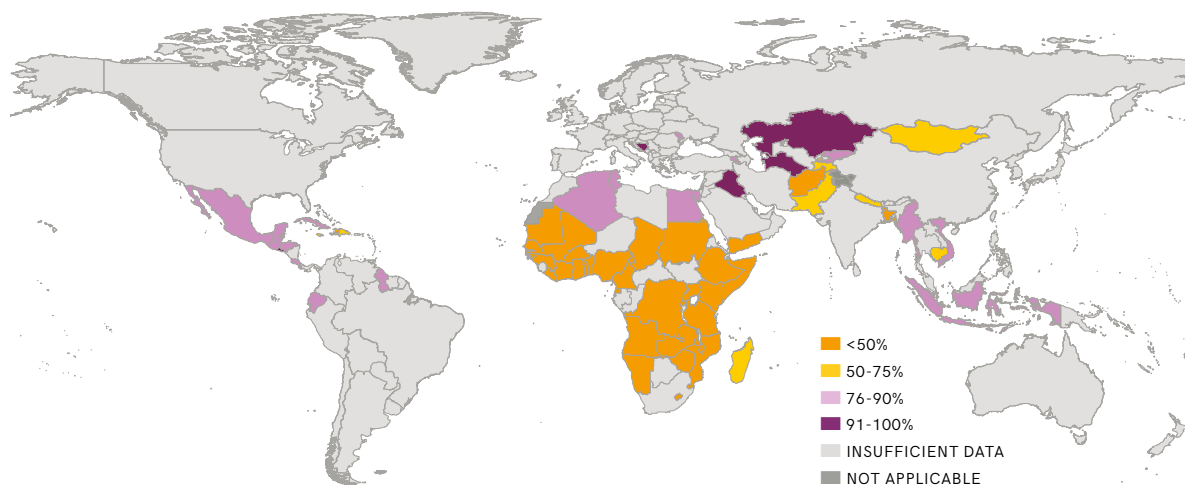 <50%
50-75%
76-90%
91-100%
INSUFFICIENT DATA
NOT APPLICABLE